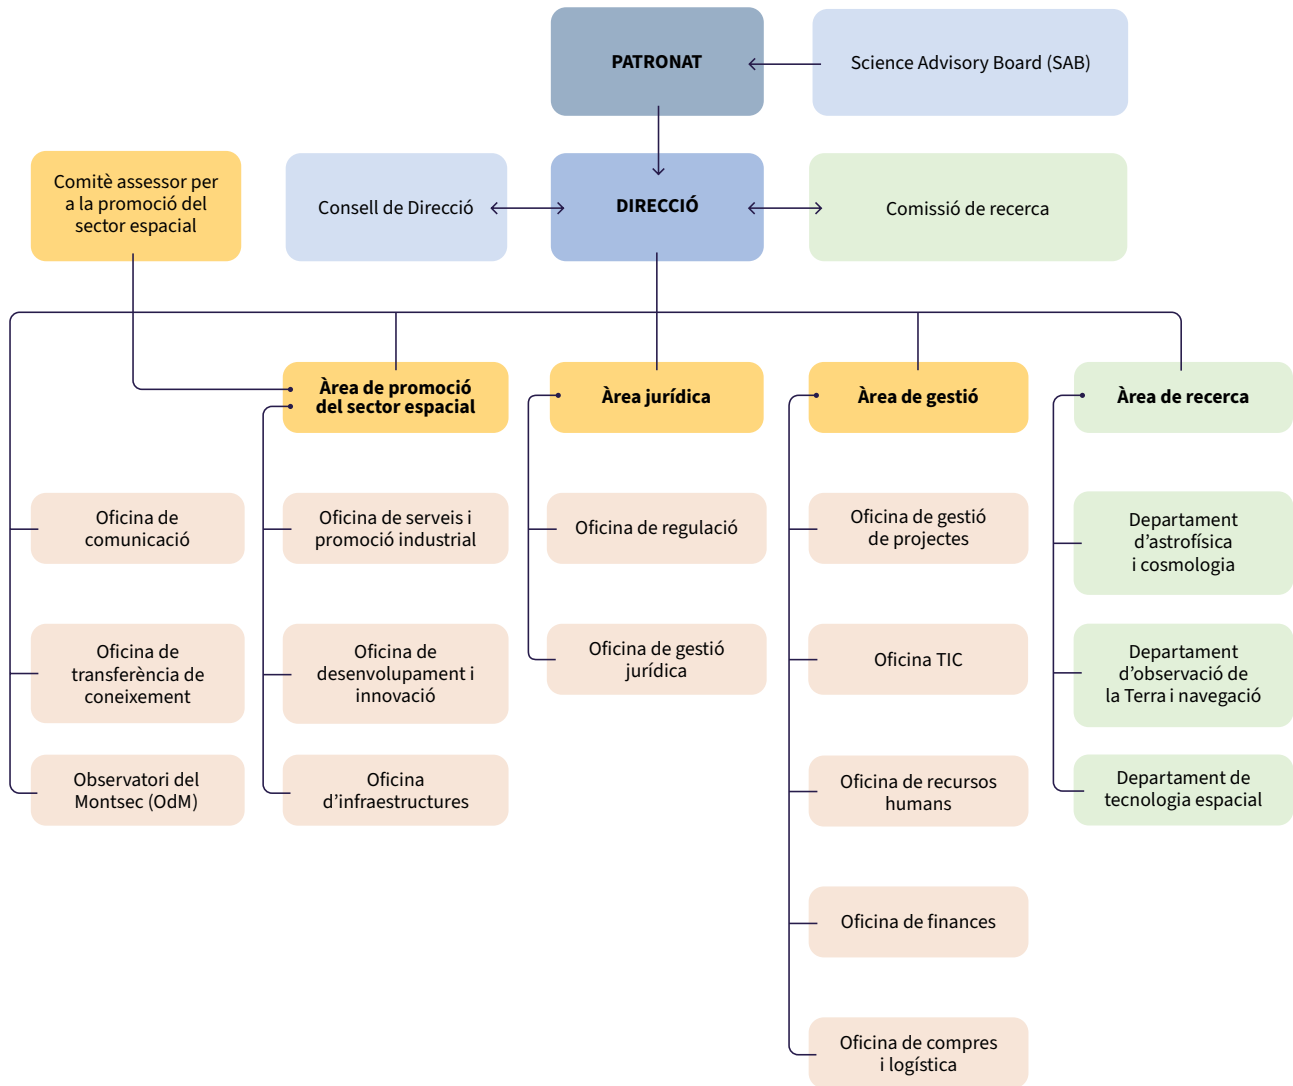 PATRONAT
Science Advisory Board (SAB)
Comitè assessor per
a la promoció del
sector espacial
Consell de Direcció
DIRECCIÓ
Comissió de recerca
Àrea de promoció
del sector espacial
Àrea jurídica
Àrea de gestió
Àrea de recerca
Oficina de
comunicació
Oficina de serveis i
promoció industrial
Oficina de regulació
Oficina de gestió
de projectes
Departament
d’astrofísica
i cosmologia
Oficina de
transferència de
coneixement
Oficina de
desenvolupament i
innovació
Oficina de gestió
jurídica
Oficina TIC
Departament
d’observació de
la Terra i navegació
Observatori del
Montsec (OdM)
Oficina
d’infraestructures
Oficina de recursos
humans
Departament de
tecnologia espacial
Oficina de finances
Oficina de compres
i logística